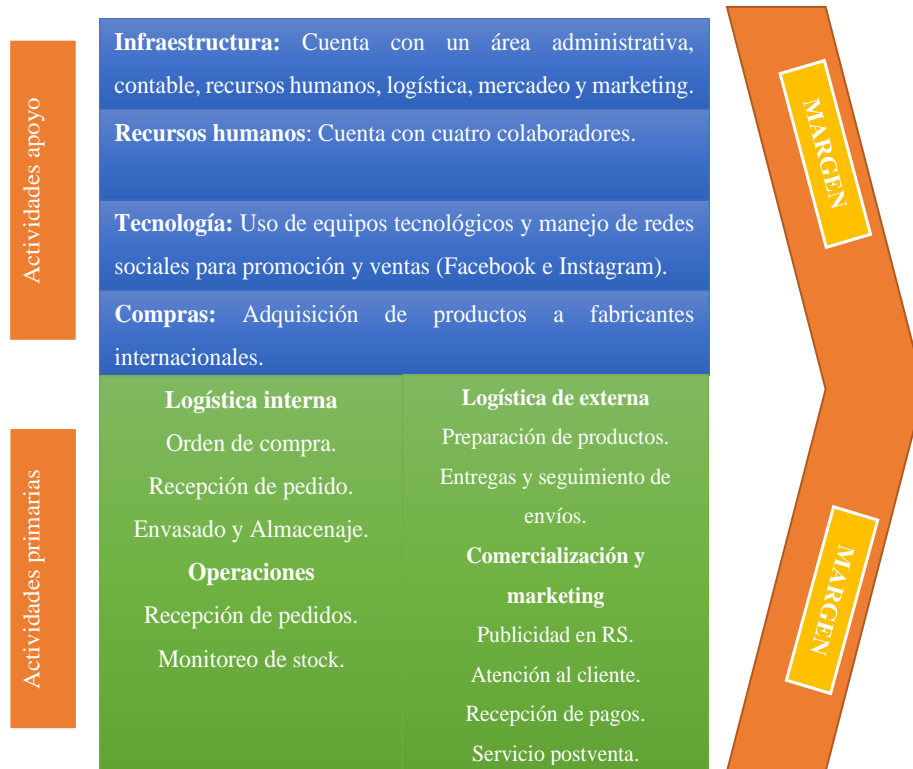 Actividades apoyo
Infraestructura: Cuenta con un área administrativa,
contable, recursos humanos, logística, mercadeo y marketing.
Recursos humanos: Cuenta con cuatro colaboradores.
Tecnología: Uso de equipos tecnológicos y manejo de redes
sociales para promoción y ventas (Facebook e Instagram).
Compras: Adquisición de productos a fabricantes
internacionales.
MARGEN
Actividades primarias
Logística interna
Orden de compra.
Recepción de pedido.
Envasado y Almacenaje.
Operaciones
Recepción de pedidos.
Monitoreo de stock.
Logística de externa
Preparación de productos.
Entregas y seguimiento de
envíos.
Comercialización y
marketing
Publicidad en RS.
Atención al cliente.
Recepción de pagos.
Servicio postventa.
MARGEN